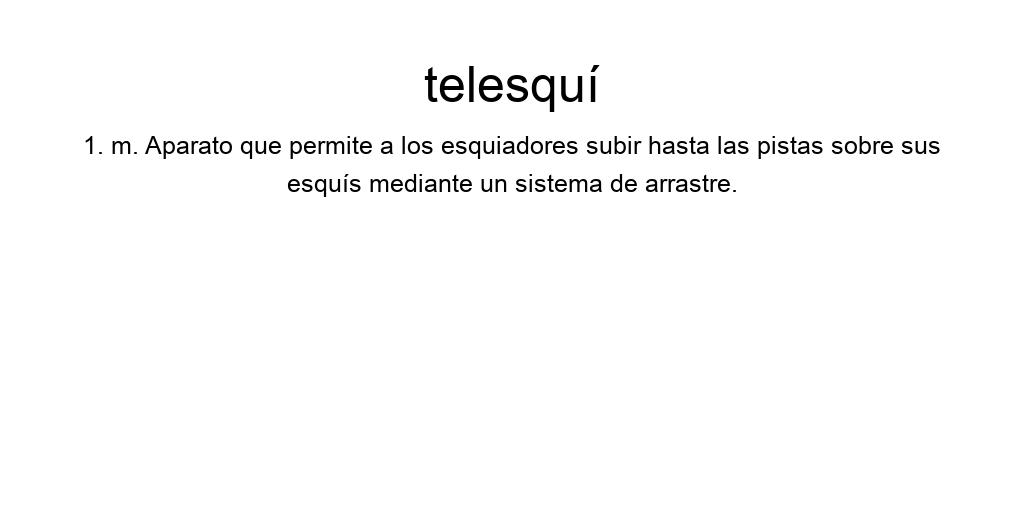 telesquí
1. m. Aparato que permite a los esquiadores subir hasta las pistas sobre sus
esquís mediante un sistema de arrastre.